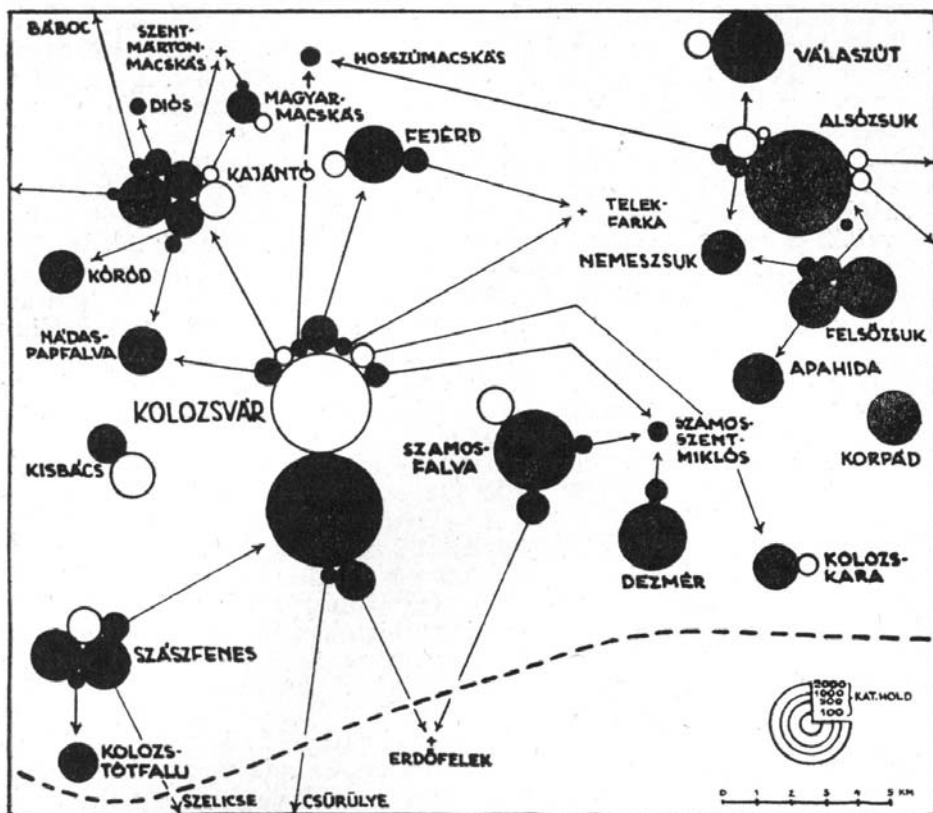 BÁBOC
SZENT-
MÁRTON-
MACSKÁS
HOSSZÚMACSKÁS
VÁLASZÚT
DIÓS
MAGYAR-
MACSKÁS
FEJÉRD
ALSÓZSUK
KAJÁNTÓ
TELEK-
FARKA
KÓRÓD
NEMESZSUK
NÁDAS-
PAPFALVA
FELSŐZSUK
APAHIDA
KOLOZSVÁR
SZAMOS-
FALVA
SZAMOS-
SZENT-
MIKLÓS
KORPÁD
KISBÁCS
DEZMÉR
KOLOZS-
KARA
SZÁSZFENES
2000
1000
500
100
KAT.HOLD
KOLOZS-
TÓTFALU
ERDŐFELEK
SZELICSE
CSÜRÜLYE
0 1 2 3 4 5 KM